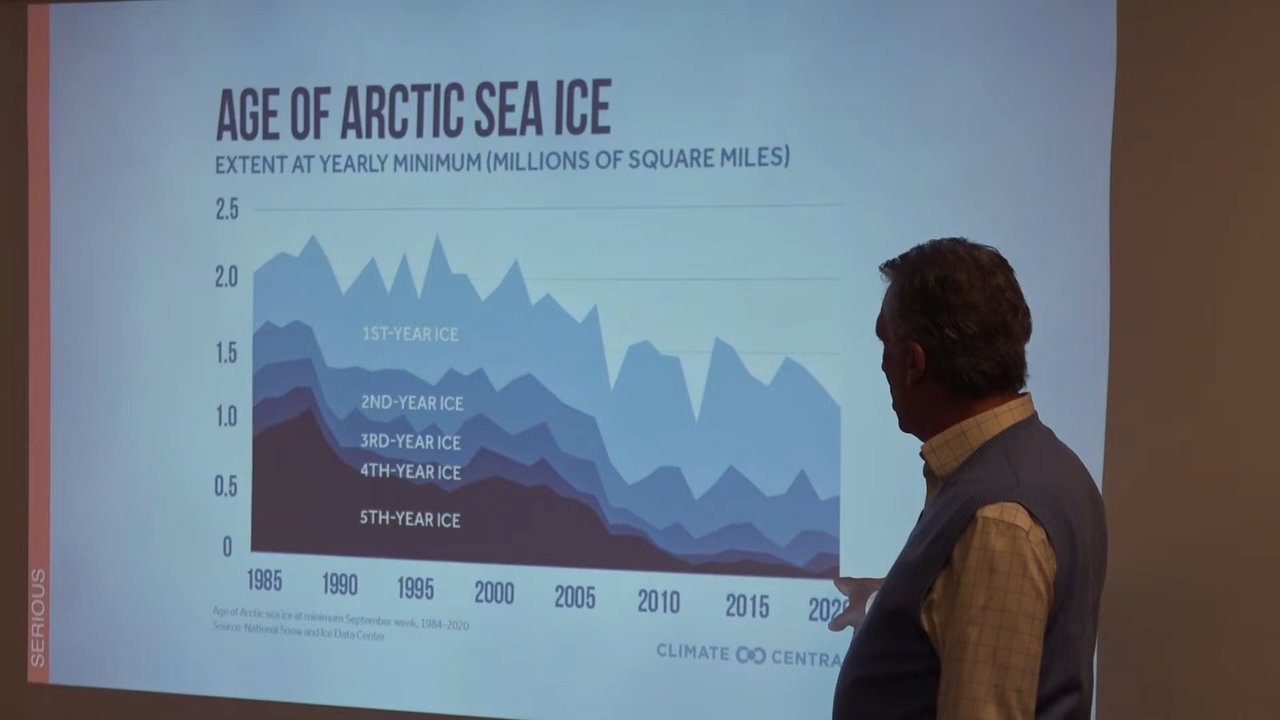 AGE OF ARCTIC SEA ICE
EXTENT AT YEARLY MINIMUM (MILLIONS OF SQUARE MILES)
2.5
2.0
1.5
1.0
0.5
0
1ST-YEAR ICE
2ND-YEAR ICE
3RD-YEAR ICE
4TH-YEAR ICE
5TH-YEAR ICE
1985 1990 1995 2000 2005 2010 2015 2020
Age of Arctic sea ice at minimum September week, 1984-2020
Source: National Snow and Ice Data Center
CLIMATE CENTRA
SERIOUS